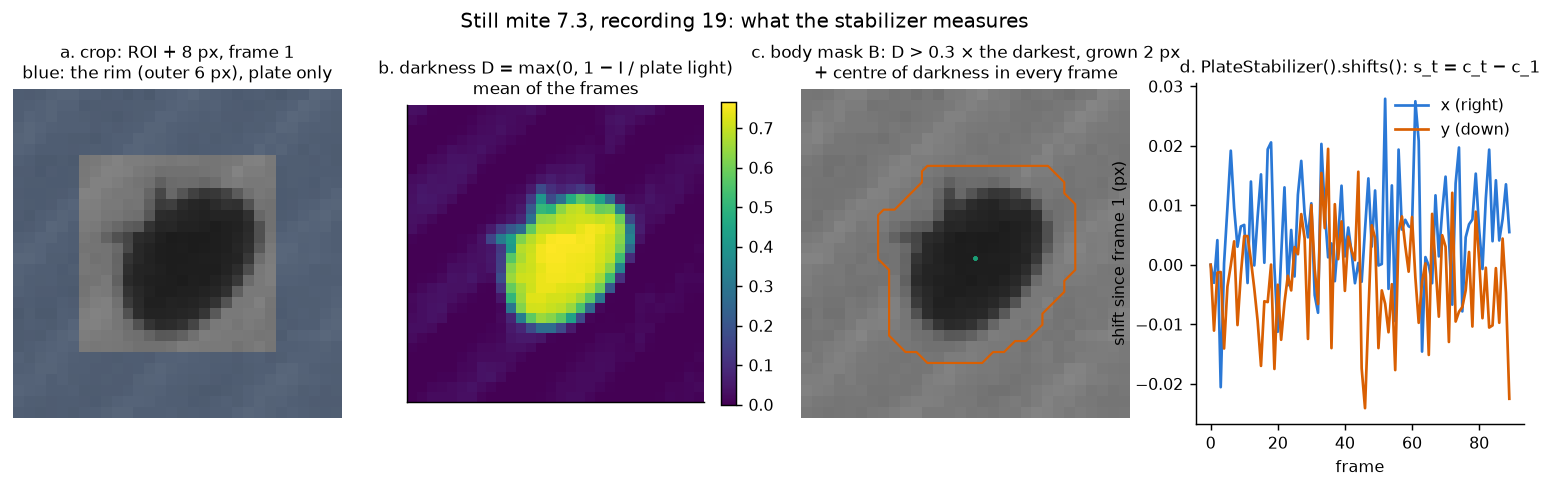 Still mite 7.3, recording 19: what the stabilizer measures
a. crop: ROI + 8 px, frame 1
blue: the rim (outer 6 px), plate only
b. darkness D = max(0, 1 − I / plate light)
mean of the frames
0.7
0.6
0.5
0.4
0.3
0.2
0.1
0.0
c. body mask B: D > 0.3 × the darkest, grown 2 px
+ centre of darkness in every frame
d. PlateStabilizer().shifts(): s_t = c_t − c_1
shift since frame 1 (px)
0.03
0.02
0.01
0.00
−0.01
−0.02
x (right)
y (down)
0 20 40 60 80
frame